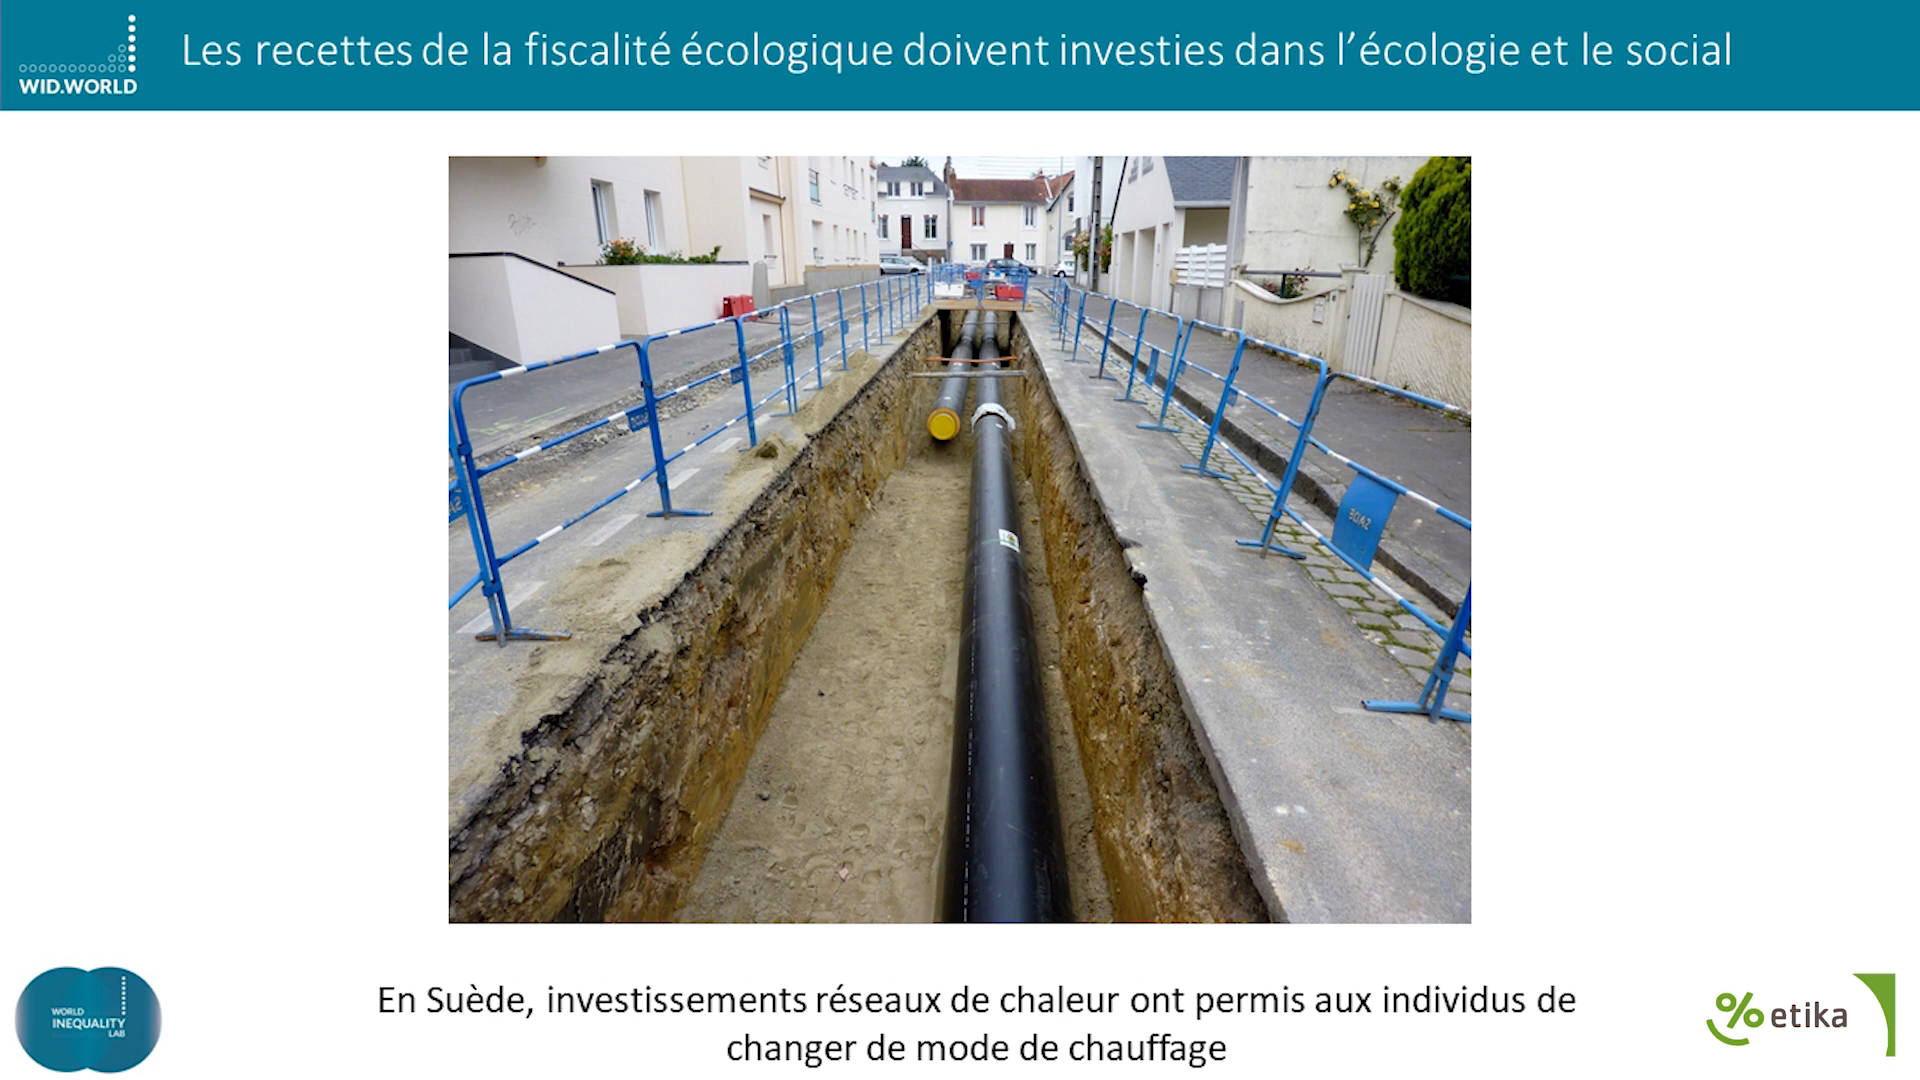 WID.WORLD
Les recettes de la fiscalité écologique doivent investies dans l’écologie et le social
SADE
WORLD
INEQUALITY
LAB
En Suède, investissements réseaux de chaleur ont permis aux individus de
changer de mode de chauffage
% etika